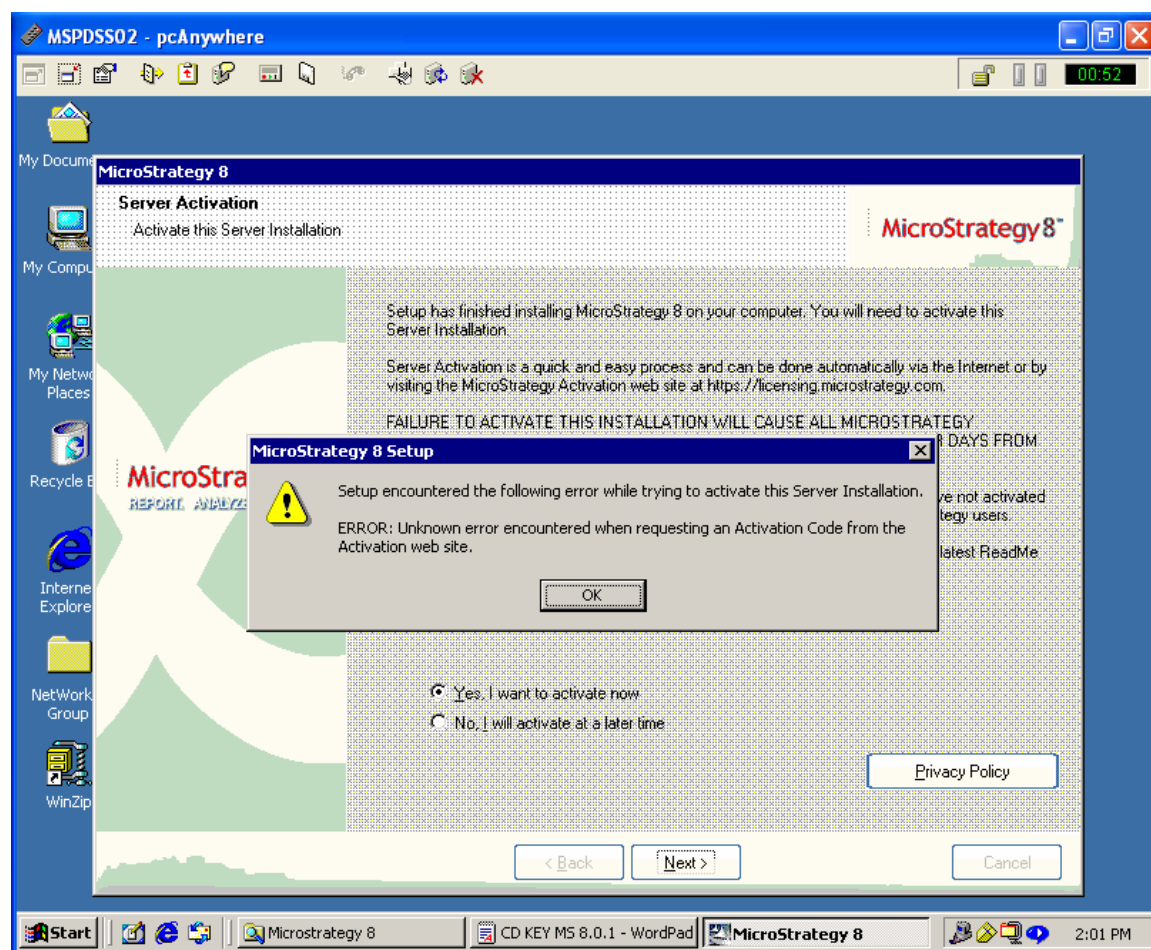 MSPDSS02 - pcAnywhere
00:52
My Docume
My Compu
My Netwo
Places
Recycle B
Interne
Explore
NetWork
Group
WinZip
MicroStrategy 8
Server Activation
Activate this Server Installation
MicroStrategy 8™
Setup has finished installing MicroStrategy 8 on your computer. You will need to activate this
Server Installation.
Server Activation is a quick and easy process and can be done automatically via the Internet or by
visiting the MicroStrategy Activation web site at https://licensing.microstrategy.com.
FAILURE TO ACTIVATE THIS INSTALLATION WILL CAUSE ALL MICROSTRATEGY
R DAYS FROM
ve not activated
tegy users.
latest ReadMe
MicroStra
REPORT. ANALYZE
MicroStrategy 8 Setup
Setup encountered the following error while trying to activate this Server Installation.
ERROR: Unknown error encountered when requesting an Activation Code from the
Activation web site.
OK
Yes, I want to activate now
No, I will activate at a later time
Privacy Policy
< Back
Next >
Cancel
Start
Microstrategy 8
CD KEY MS 8.0.1 - WordPad
MicroStrategy 8
2:01 PM